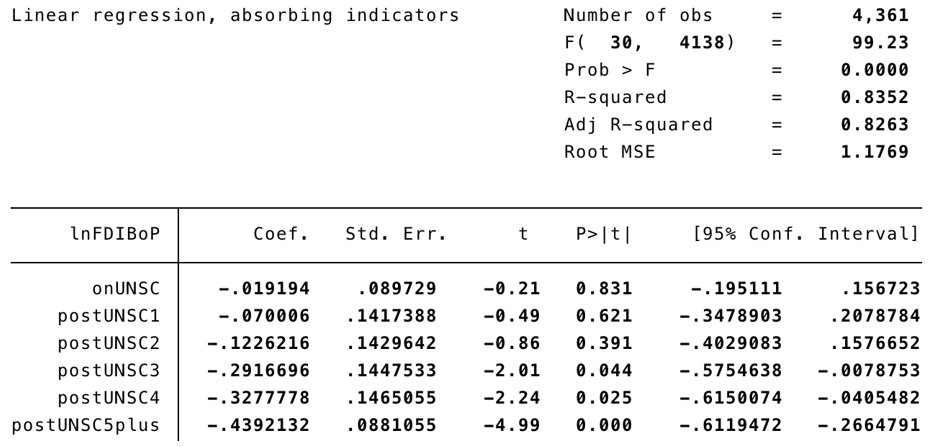 Linear regression, absorbing indicators Number of obs = 4,361
F( 30, 4138) = 99.23
Prob > F = 0.0000
R-squared = 0.8352
Adj R-squared = 0.8263
Root MSE = 1.1769
lnFDIBoP Coef. Std. Err. t P>|t| [95% Conf. Interval]
onUNSC -.019194 .089729 -0.21 0.831 -.195111 .156723
postUNSC1 -.070006 .1417388 -0.49 0.621 -.3478903 .2078784
postUNSC2 -.1226216 .1429642 -0.86 0.391 -.4029083 .1576652
postUNSC3 -.2916696 .1447533 -2.01 0.044 -.5754638 -.0078753
postUNSC4 -.3277778 .1465055 -2.24 0.025 -.6150074 -.0405482
postUNSC5plus -.4392132 .0881055 -4.99 0.000 -.6119472 -.2664791